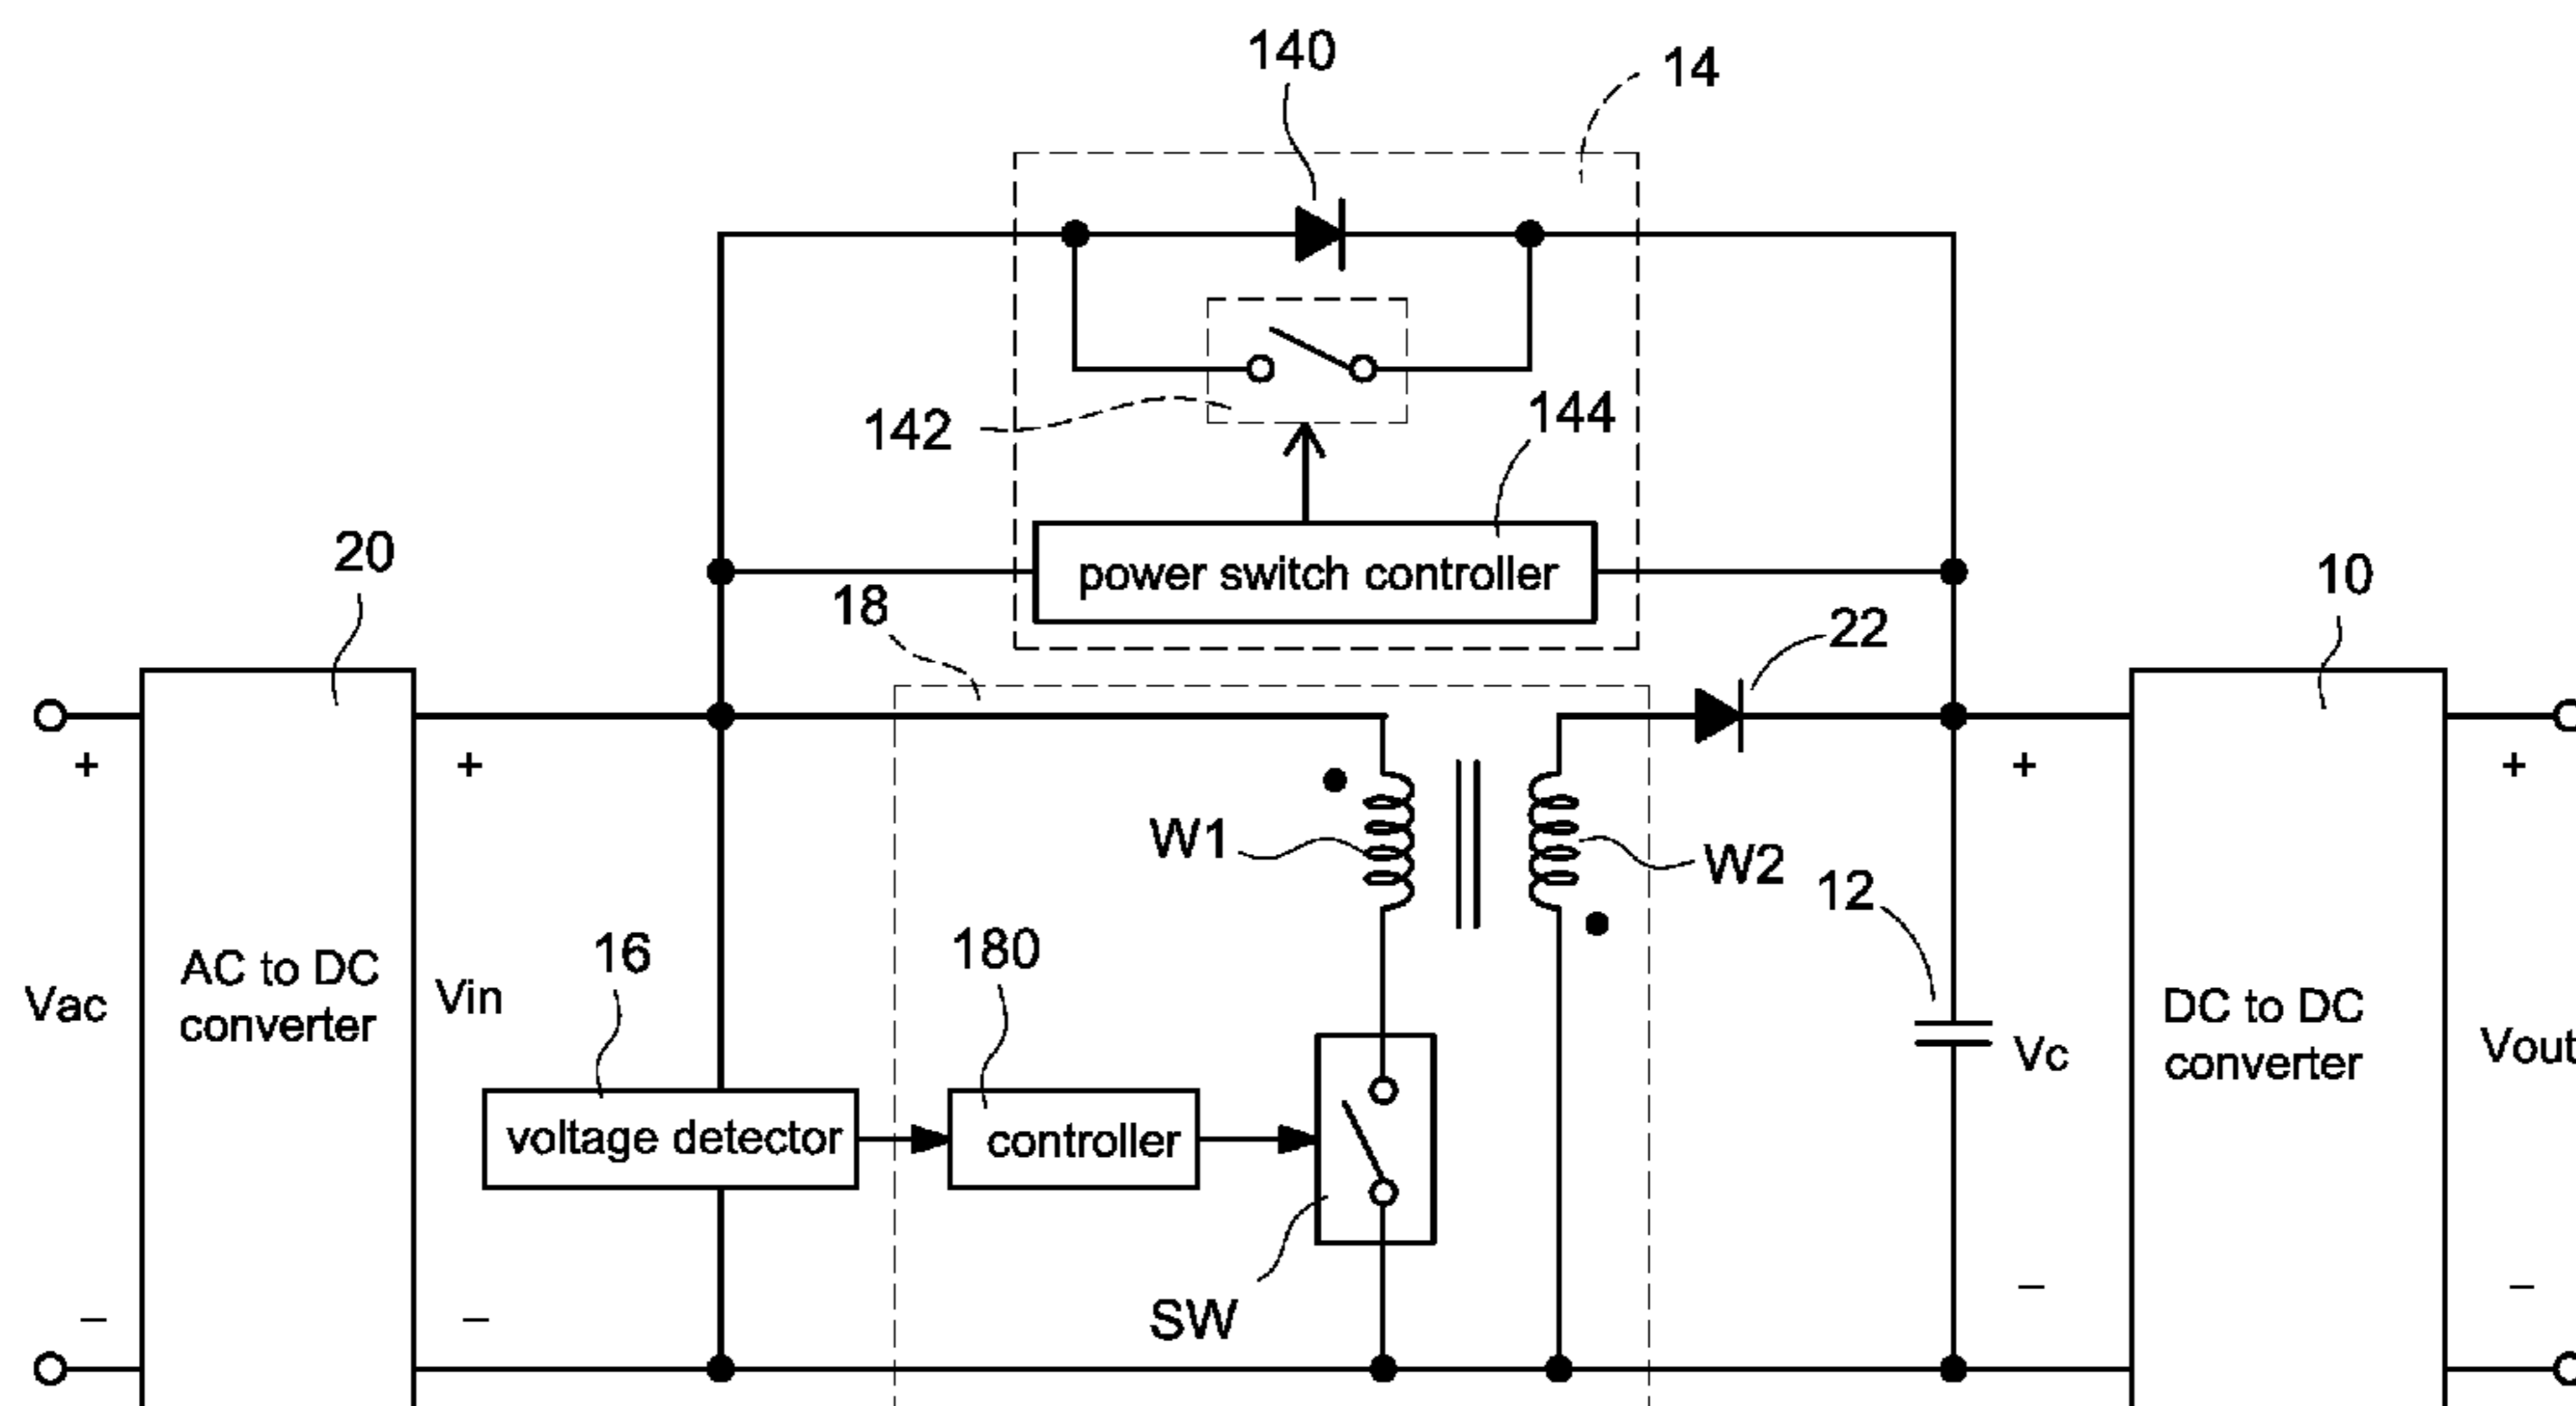 140
14
142
144
power switch controller
20
18
22
10
+
+
+
+
W1
W2
12
AC to DC
converter
Vac
Vin
16
180
DC to DC
converter
Vc
Vout
voltage detector
controller
SW
–
–
–
–